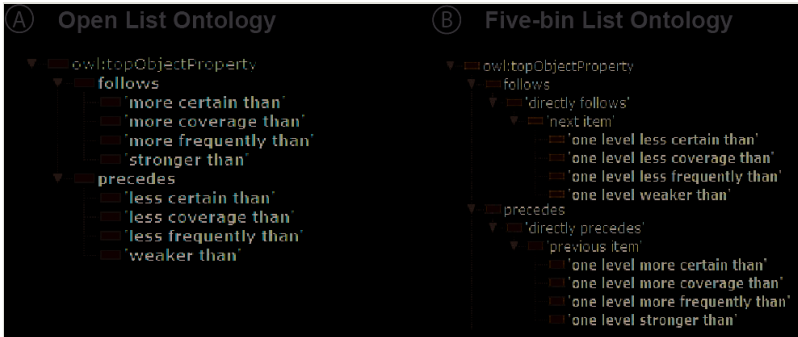 A Open List Ontology
owl:topObjectProperty
follows
'more certain than'
'more coverage than'
'more frequently than'
'stronger than'
precedes
'less certain than'
'less coverage than'
'less frequently than'
'weaker than'
B Five-bin List Ontology
owl:topObjectProperty
follows
'directly follows'
'next item'
'one level less certain than'
'one level less coverage than'
'one level less frequently than'
'one level weaker than'
precedes
'directly precedes'
'previous item'
'one level more certain than'
'one level more coverage than'
'one level more frequently than'
'one level stronger than'